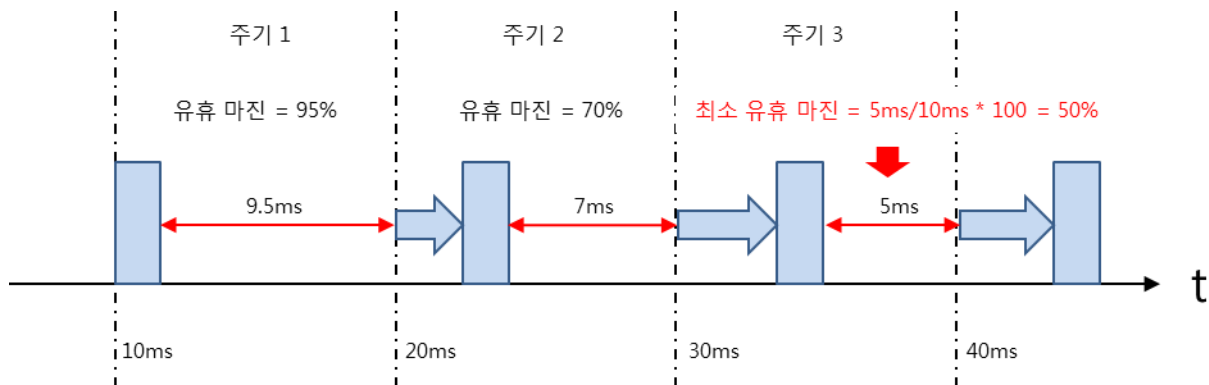 주기 1
주기 2
주기 3
유휴 마진 = 95%
유휴 마진 = 70%
최소 유휴 마진 = 5ms/10ms * 100 = 50%
9.5ms
7ms
5ms
t
10ms
20ms
30ms
40ms